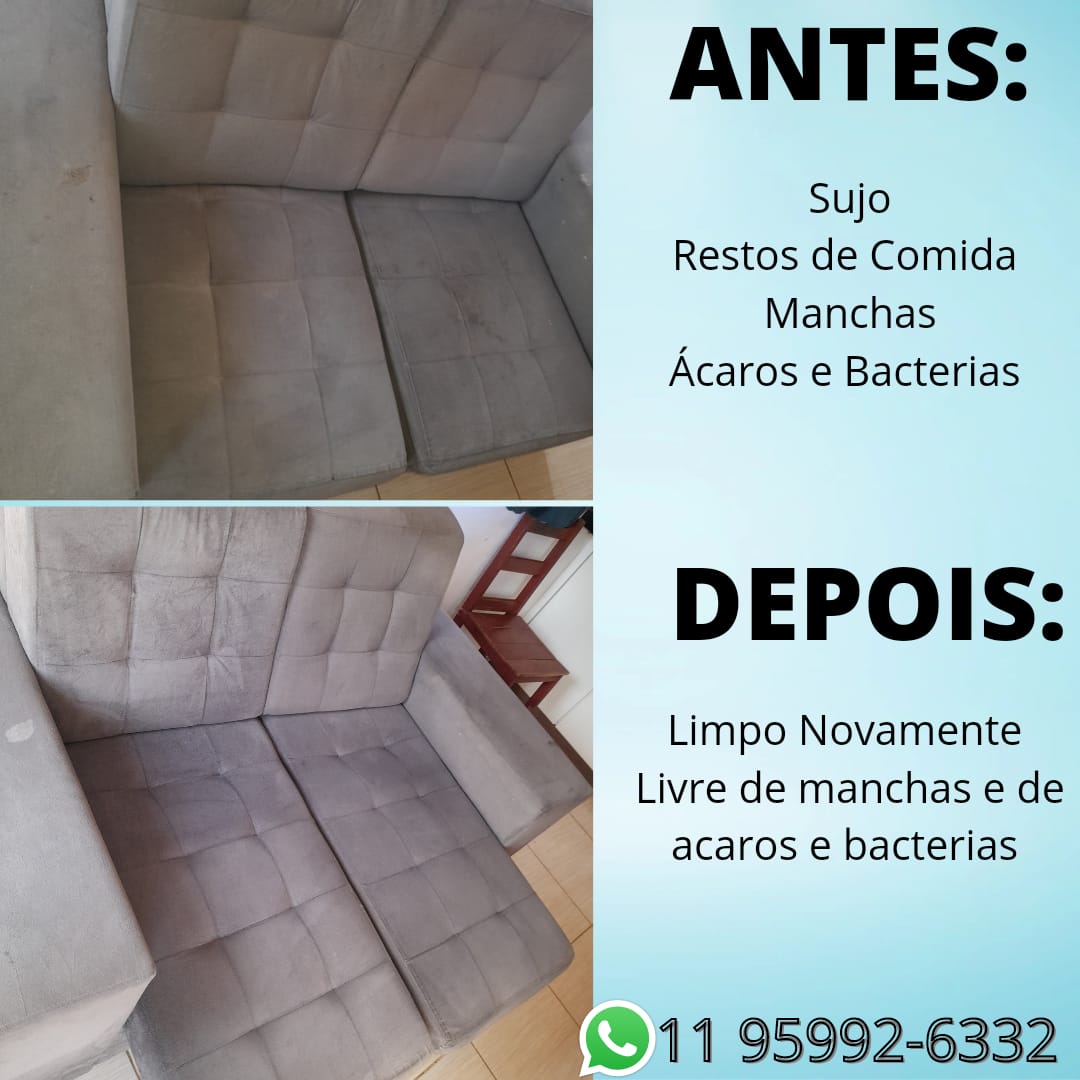 ANTES:
Sujo
Restos de Comida
Manchas
Ácaros e Bacterias
DEPOIS:
Limpo Novamente
Livre de manchas e de
acaros e bacterias
11 95992-6332